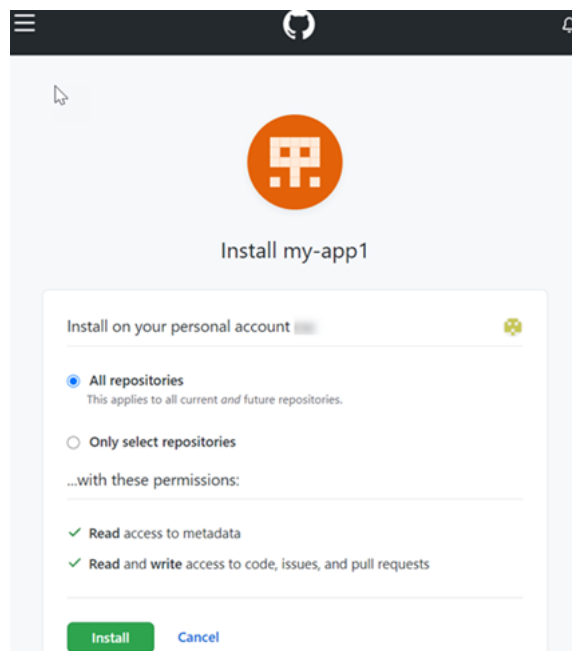 Install my-app1
Install on your personal account
All repositories
This applies to all current and future repositories.
Only select repositories
...with these permissions:
Read access to metadata
Read and write access to code, issues, and pull requests
Install Cancel